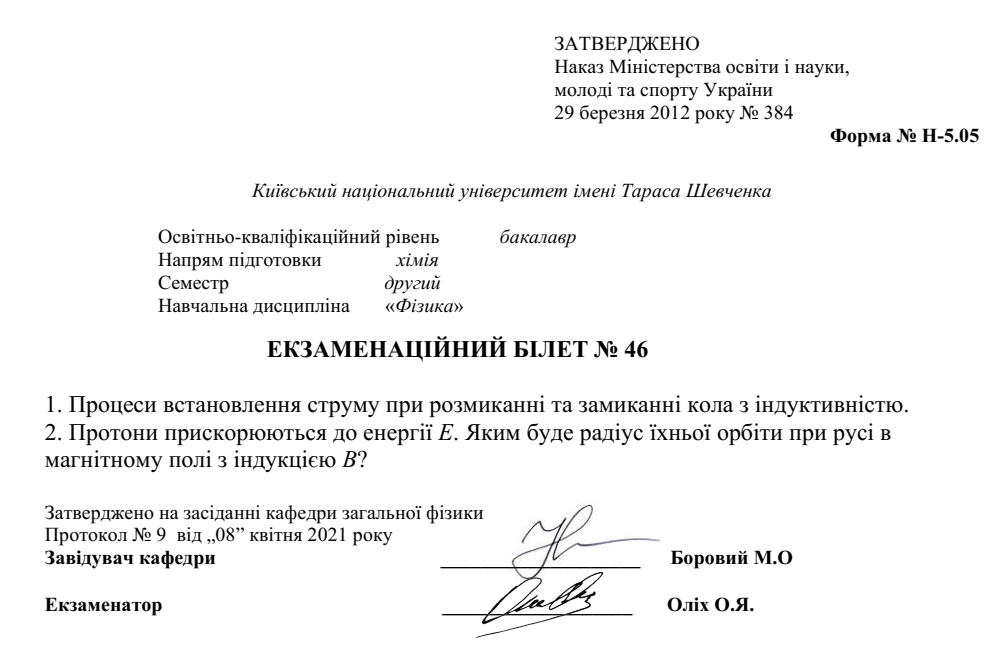 ЗАТВЕРДЖЕНО
Наказ Міністерства освіти і науки,
молоді та спорту України
29 березня 2012 року № 384
Форма № Н-5.05
Київський національний університет імені Тараса Шевченка
Освітньо-кваліфікаційний рівень бакалавр
Напрям підготовки хімія
Семестр другий
Навчальна дисципліна «Фізика»
ЕКЗАМЕНАЦІЙНИЙ БІЛЕТ № 46
1. Процеси встановлення струму при розмиканні та замиканні кола з індуктивністю.
2. Протони прискорюються до енергії E. Яким буде радіус їхньої орбіти при русі в
магнітному полі з індукцією B?
Затверджено на засіданні кафедри загальної фізики
Протокол № 9 від „08” квітня 2021 року
Завідувач кафедри ____________________ Боровий М.О
Екзаменатор ____________________ Оліх О.Я.